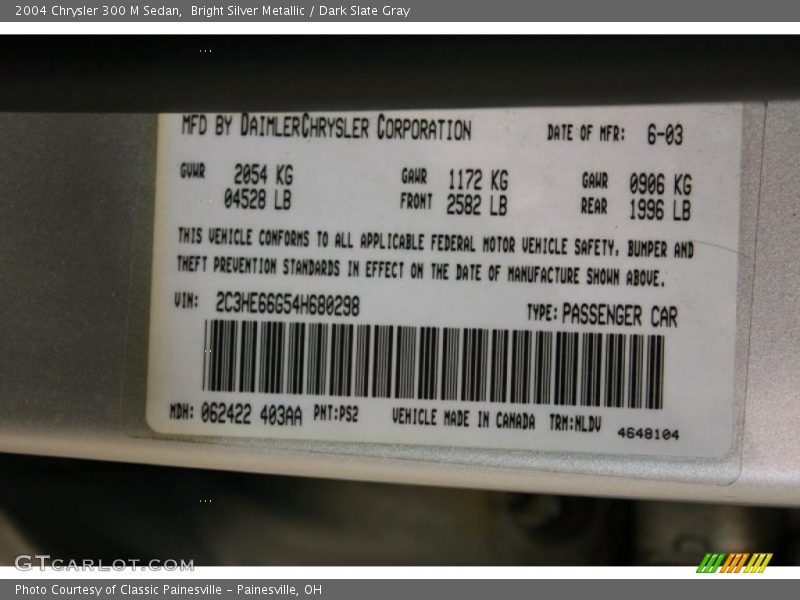 2004 Chrysler 300 M Sedan,  Bright Silver Metallic / Dark Slate Gray
MFD BY DAIMLERCHRYSLER CORPORATION DATE OF MFR: 6-03
GVWR 2054 KG GAWR 1172 KG GAWR 0906 KG
04528 LB FRONT 2582 LB REAR 1996 LB
THIS VEHICLE CONFORMS TO ALL APPLICABLE FEDERAL MOTOR VEHICLE SAFETY, BUMPER AND
THEFT PREVENTION STANDARDS IN EFFECT ON THE DATE OF MANUFACTURE SHOWN ABOVE.
VIN: 2C3HE66G54H680298 TYPE: PASSENGER CAR
MDH: 062422 403AA PNT:PS2 VEHICLE MADE IN CANADA TRM:NLDV
4648104
GTCARLOT.COM
Photo Courtesy of Classic Painesville - Painesville, OH